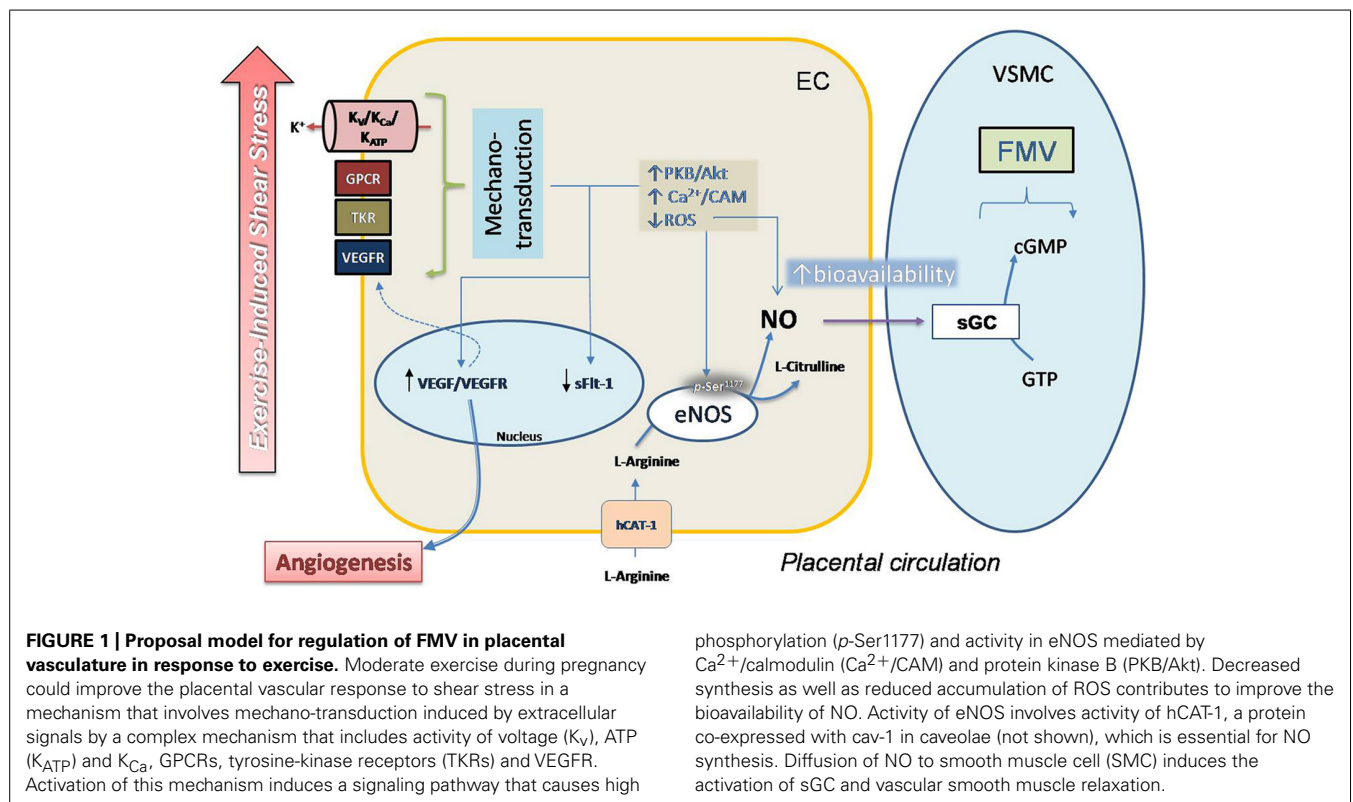 Exercise-Induced Shear Stress
K⁺
Kᵥ/K_Ca/
K_ATP
GPCR
TKR
VEGFR
Mechano-
transduction
EC
↑PKB/Akt
↑ Ca²⁺/CAM
↓ROS
↑bioavailability
NO
L-Citrulline
p-Ser¹¹⁷⁷
eNOS
↑ VEGF/VEGFR
↓ sFlt-1
Nucleus
L-Arginine
hCAT-1
L-Arginine
Angiogenesis
Placental circulation
VSMC
FMV
cGMP
sGC
GTP
FIGURE 1 | Proposal model for regulation of FMV in placental
vasculature in response to exercise. Moderate exercise during pregnancy
could improve the placental vascular response to shear stress in a
mechanism that involves mechano-transduction induced by extracellular
signals by a complex mechanism that includes activity of voltage (Kᵥ), ATP
(K_ATP) and K_Ca, GPCRs, tyrosine-kinase receptors (TKRs) and VEGFR.
Activation of this mechanism induces a signaling pathway that causes high
phosphorylation (p-Ser1177) and activity in eNOS mediated by
Ca²⁺/calmodulin (Ca²⁺/CAM) and protein kinase B (PKB/Akt). Decreased
synthesis as well as reduced accumulation of ROS contributes to improve the
bioavailability of NO. Activity of eNOS involves activity of hCAT-1, a protein
co-expressed with cav-1 in caveolae (not shown), which is essential for NO
synthesis. Diffusion of NO to smooth muscle cell (SMC) induces the
activation of sGC and vascular smooth muscle relaxation.